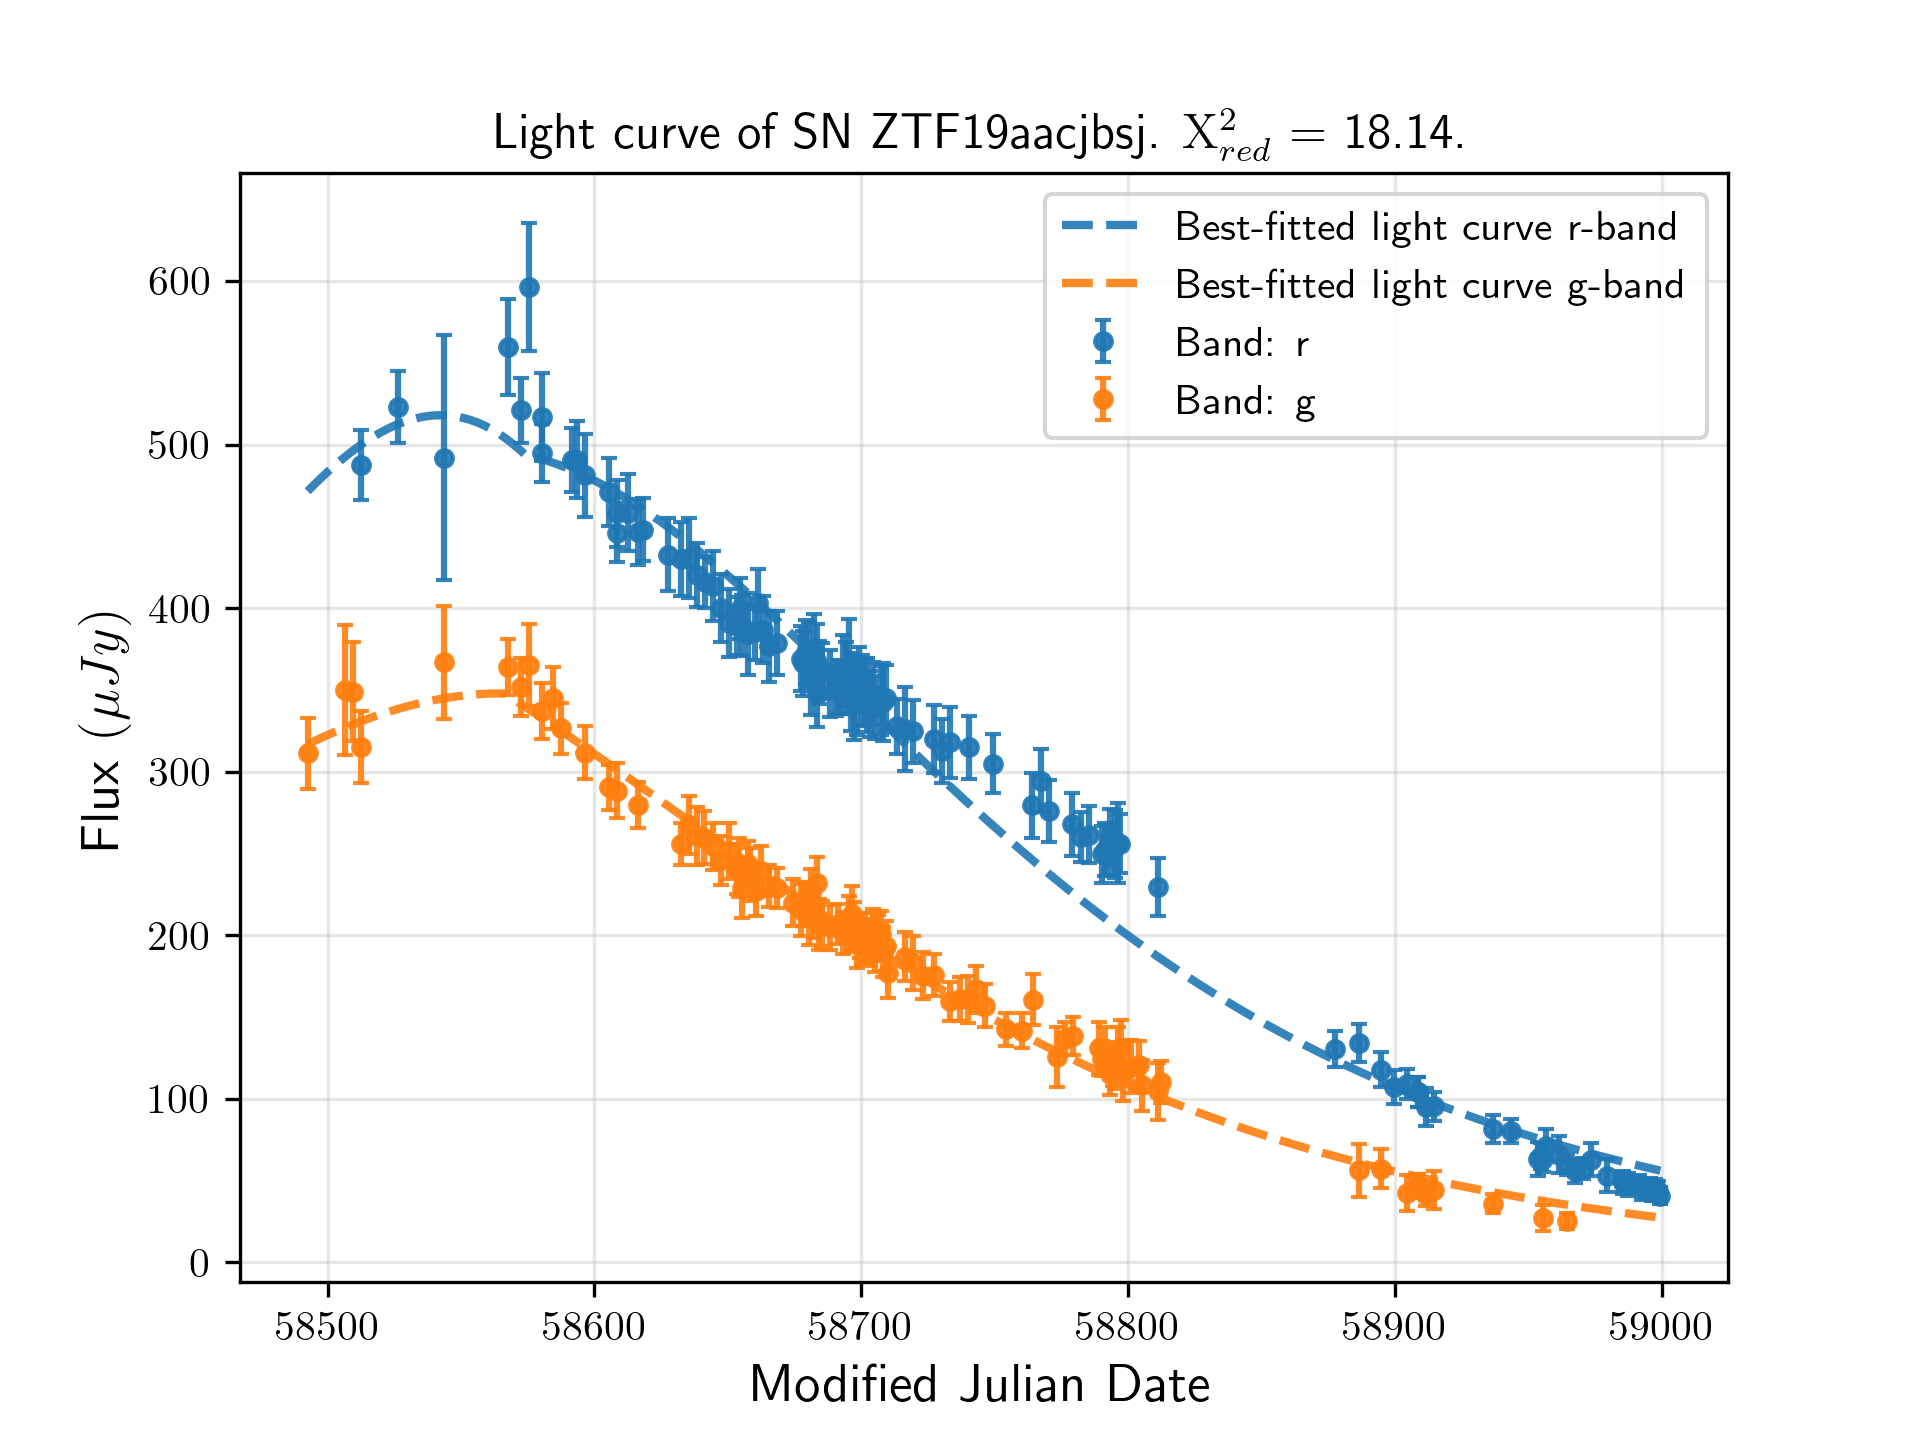 Light curve of SN ZTF19aacjbsj. X²red = 18.14.
Best-fitted light curve r-band
Best-fitted light curve g-band
Band: r
Band: g
Flux (μJy)
600
500
400
300
200
100
0
58500 58600 58700 58800 58900 59000
Modified Julian Date